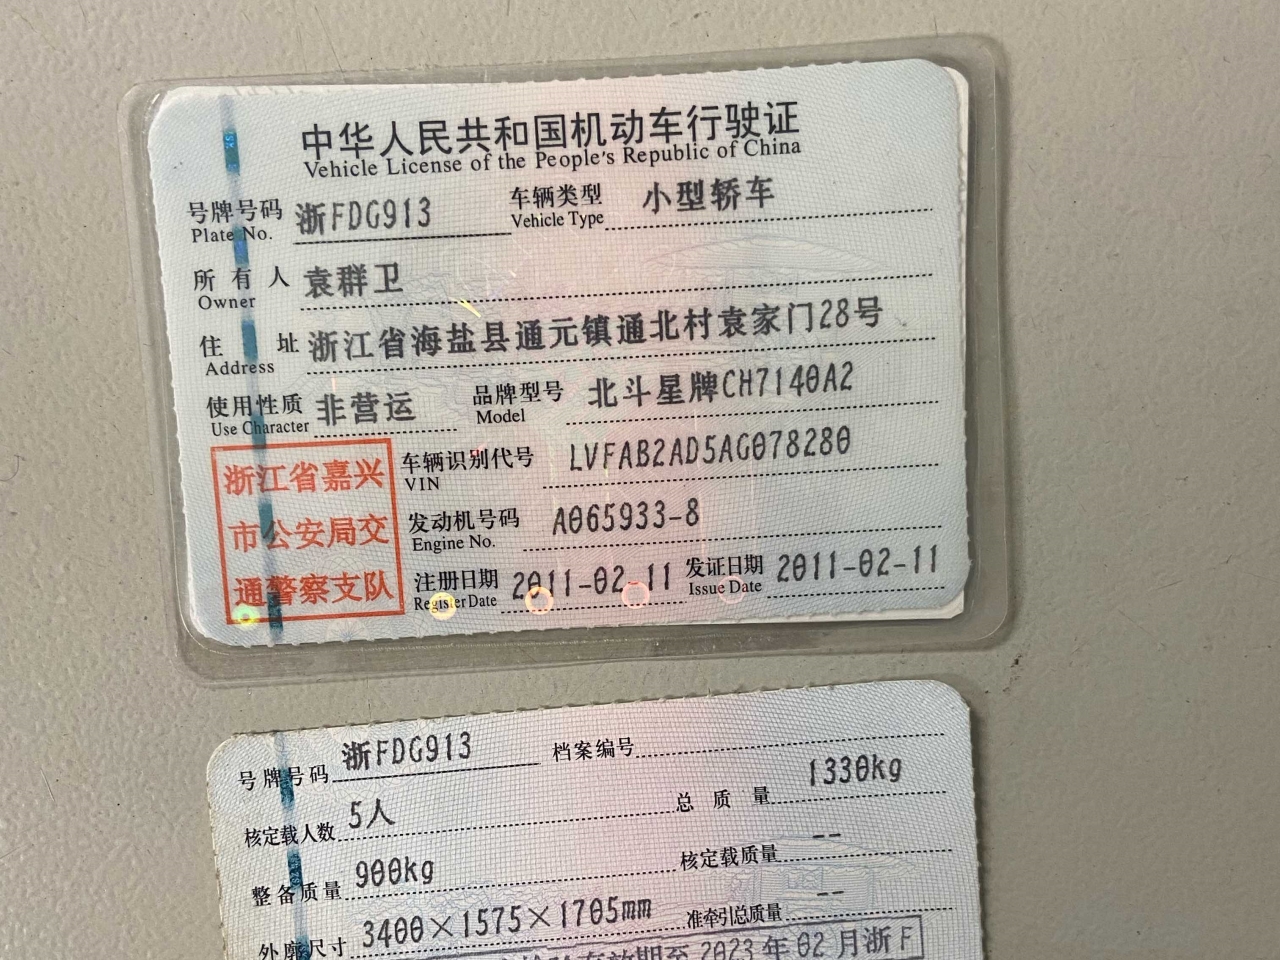 中华人民共和国机动车行驶证
Vehicle License of the People's Republic of China
号牌号码 浙FDG913 车辆类型 小型轿车
Plate No. Vehicle Type
所有人 袁群卫
Owner
住址 浙江省海盐县通元镇通北村袁家门28号
Address
使用性质 非营运 品牌型号 北斗星牌CH7140A2
Use Character Model
浙江省嘉兴
市公安局交
通警察支队
车辆识别代号 LVFAB2AD5AG078280
VIN
发动机号码 A065933-8
Engine No.
注册日期 2011-02-11 发证日期 2011-02-11
Register Date Issue Date
号牌号码 浙FDG913 档案编号
核定载人数 5人 总质量 1330kg
整备质量 900kg 核定载质量 --
外廓尺寸 3400×1575×1705mm 准牵引总质量 --
检验有效期至2023年02月浙F